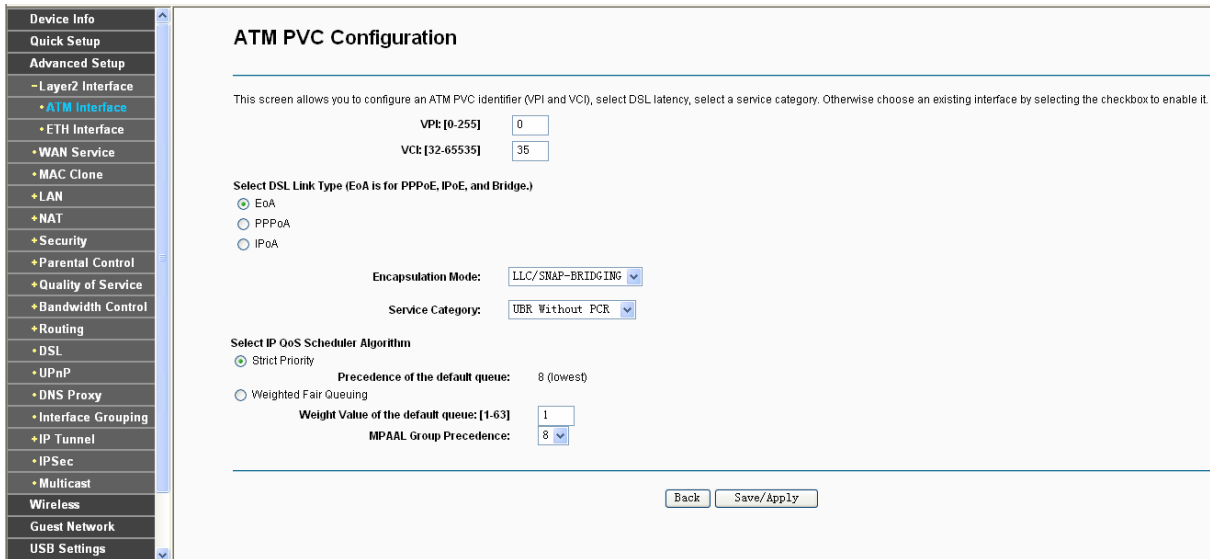 Device Info
Quick Setup
Advanced Setup
-Layer2 Interface
•ATM Interface
•ETH Interface
•WAN Service
•MAC Clone
+LAN
+NAT
+Security
+Parental Control
+Quality of Service
+Bandwidth Control
+Routing
•DSL
•UPnP
•DNS Proxy
•Interface Grouping
+IP Tunnel
•IPSec
•Multicast
Wireless
Guest Network
USB Settings
ATM PVC Configuration
This screen allows you to configure an ATM PVC identifier (VPI and VCI), select DSL latency, select a service category. Otherwise choose an existing interface by selecting the checkbox to enable it.
VPI: [0-255] 0
VCI: [32-65535] 35
Select DSL Link Type (EoA is for PPPoE, IPoE, and Bridge.)
EoA
PPPoA
IPoA
Encapsulation Mode: LLC/SNAP-BRIDGING
Service Category: UBR Without PCR
Select IP QoS Scheduler Algorithm
Strict Priority
Precedence of the default queue: 8 (lowest)
Weighted Fair Queuing
Weight Value of the default queue: [1-63] 1
MPAAL Group Precedence: 8
Back Save/Apply